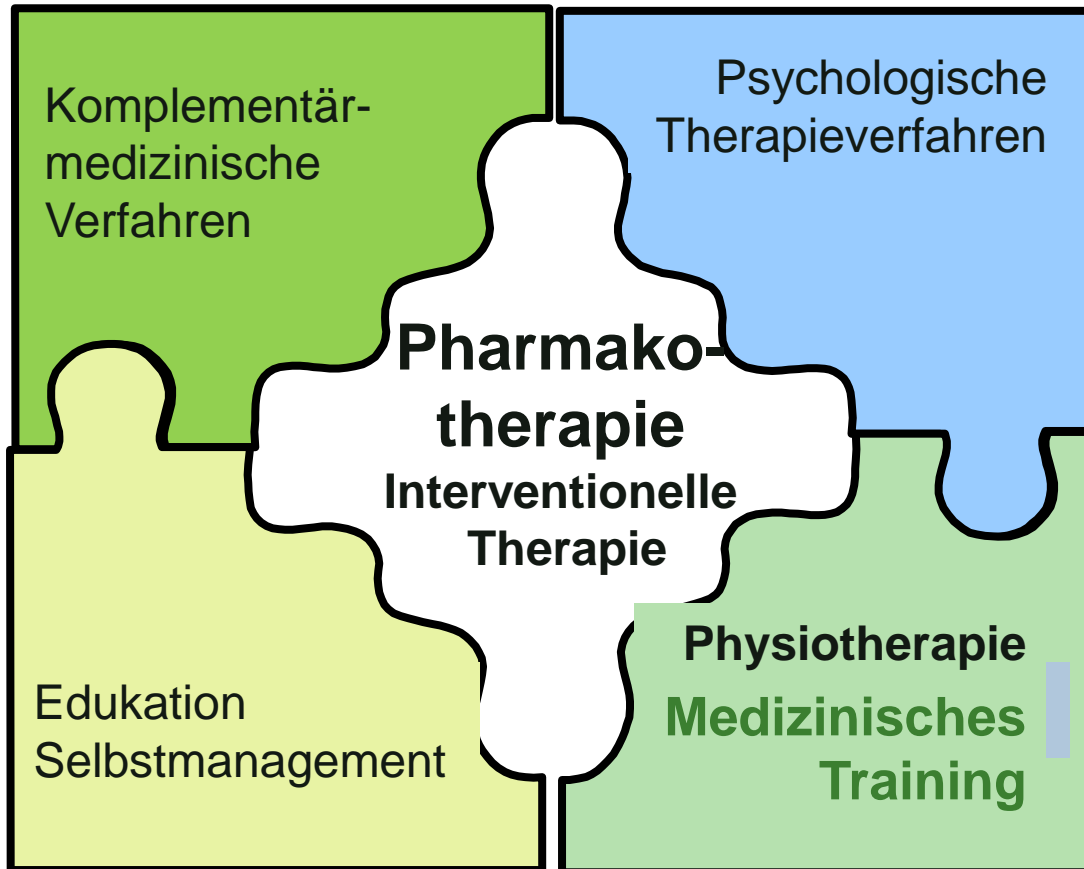 Komplementär-
medizinische
Verfahren
Psychologische
Therapieverfahren
Pharmako-
therapie
Interventionelle
Therapie
Edukation
Selbstmanagement
Physiotherapie
Medizinisches
Training